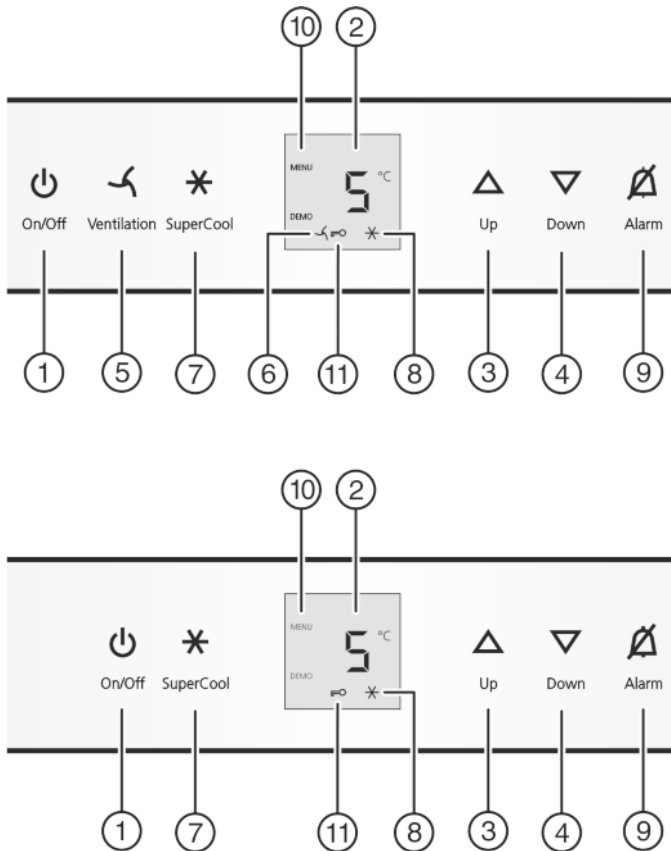 10 2
MENU
5 °C
DEMO
On/Off Ventilation SuperCool Up Down Alarm
1 5 7 6 11 8 3 4 9
10 2
MENU
5 °C
DEMO
On/Off SuperCool Up Down Alarm
1 7 11 8 3 4 9